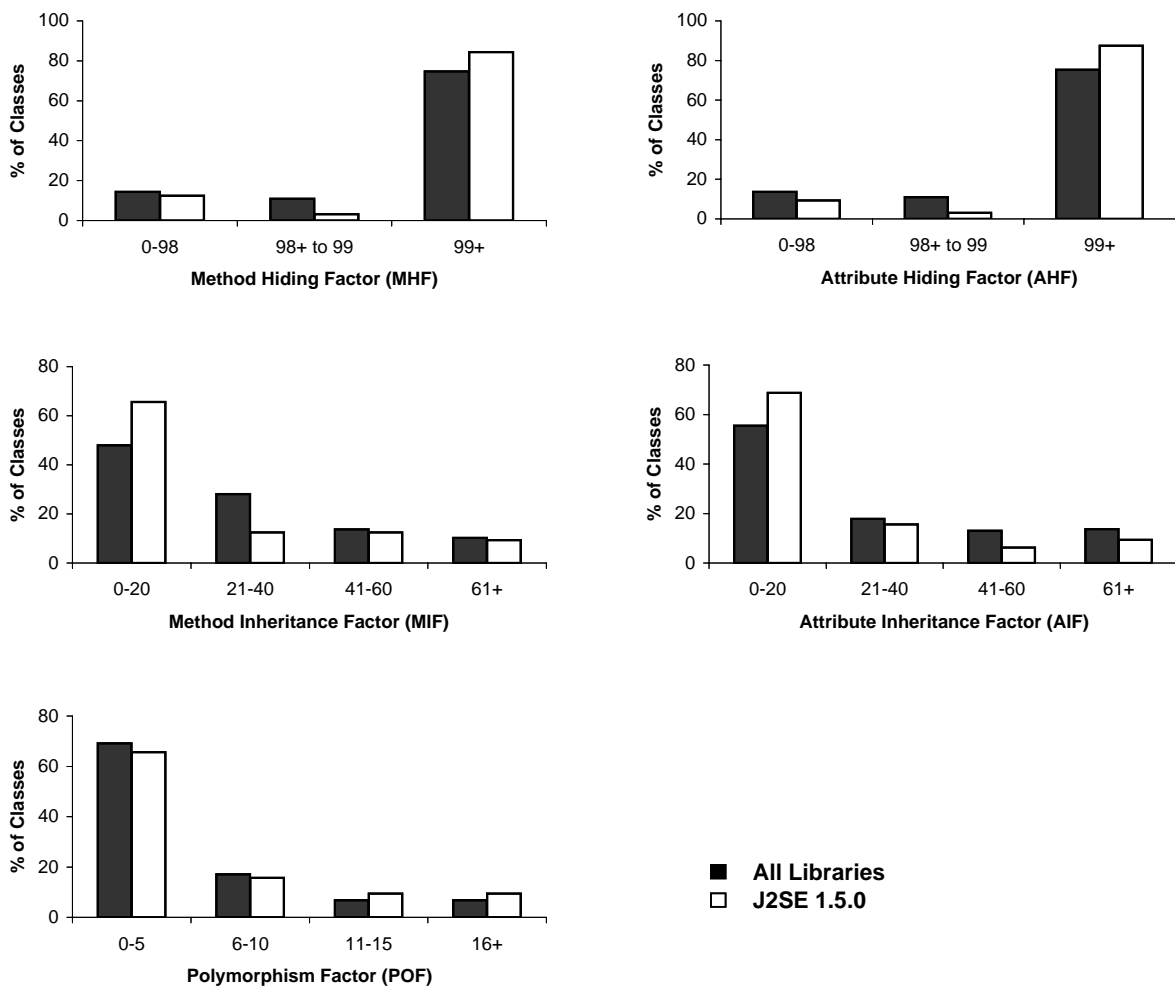 % of Classes
100
80
60
40
20
0
0-98 98+ to 99 99+
Method Hiding Factor (MHF)
% of Classes
100
80
60
40
20
0
0-98 98+ to 99 99+
Attribute Hiding Factor (AHF)
% of Classes
80
60
40
20
0
0-20 21-40 41-60 61+
Method Inheritance Factor (MIF)
% of Classes
80
60
40
20
0
0-20 21-40 41-60 61+
Attribute Inheritance Factor (AIF)
% of Classes
80
60
40
20
0
0-5 6-10 11-15 16+
Polymorphism Factor (POF)
All Libraries
J2SE 1.5.0